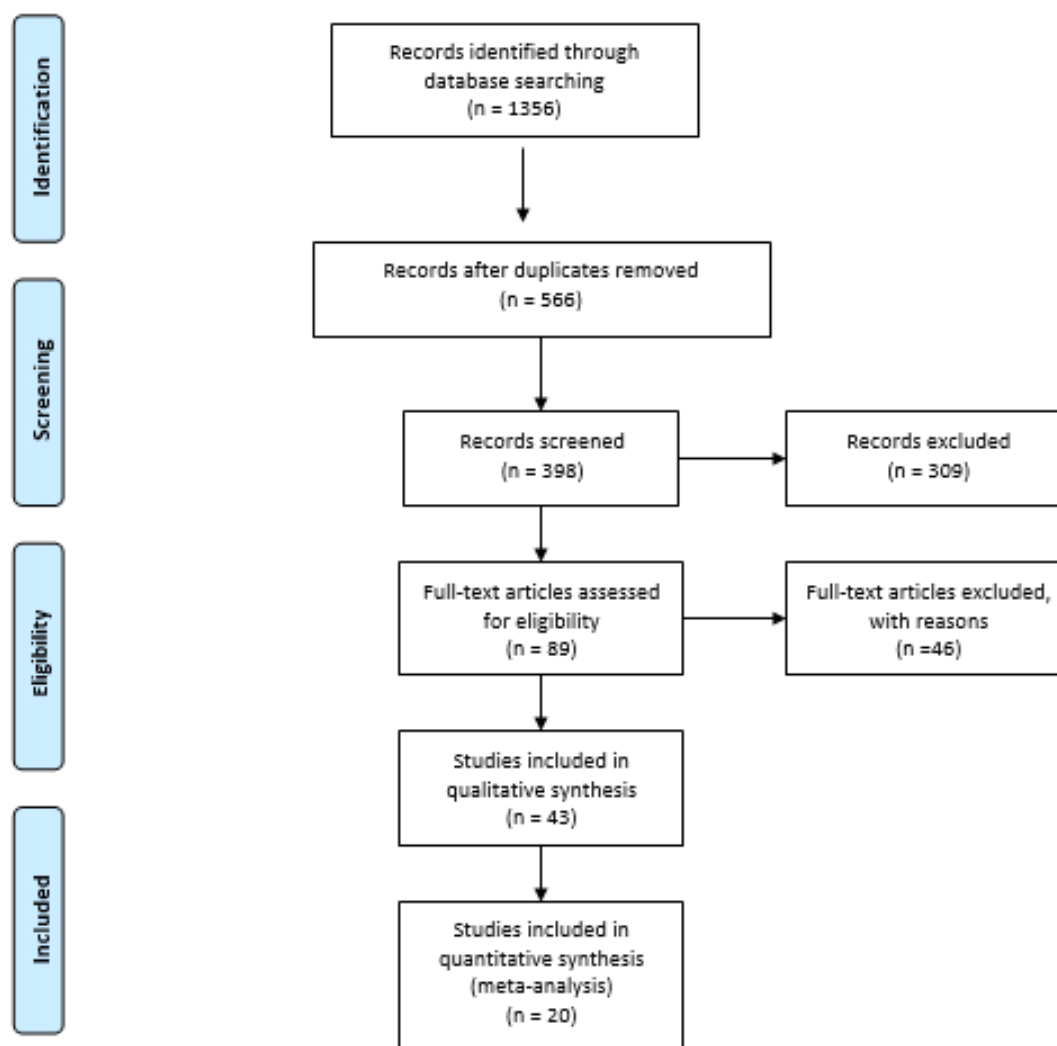 Identification
Records identified through
database searching
(n = 1356)
Records after duplicates removed
(n = 566)
Screening
Records screened
(n = 398)
Records excluded
(n = 309)
Eligibility
Full-text articles assessed
for eligibility
(n = 89)
Full-text articles excluded,
with reasons
(n =46)
Studies included in
qualitative synthesis
(n = 43)
Included
Studies included in
quantitative synthesis
(meta-analysis)
(n = 20)